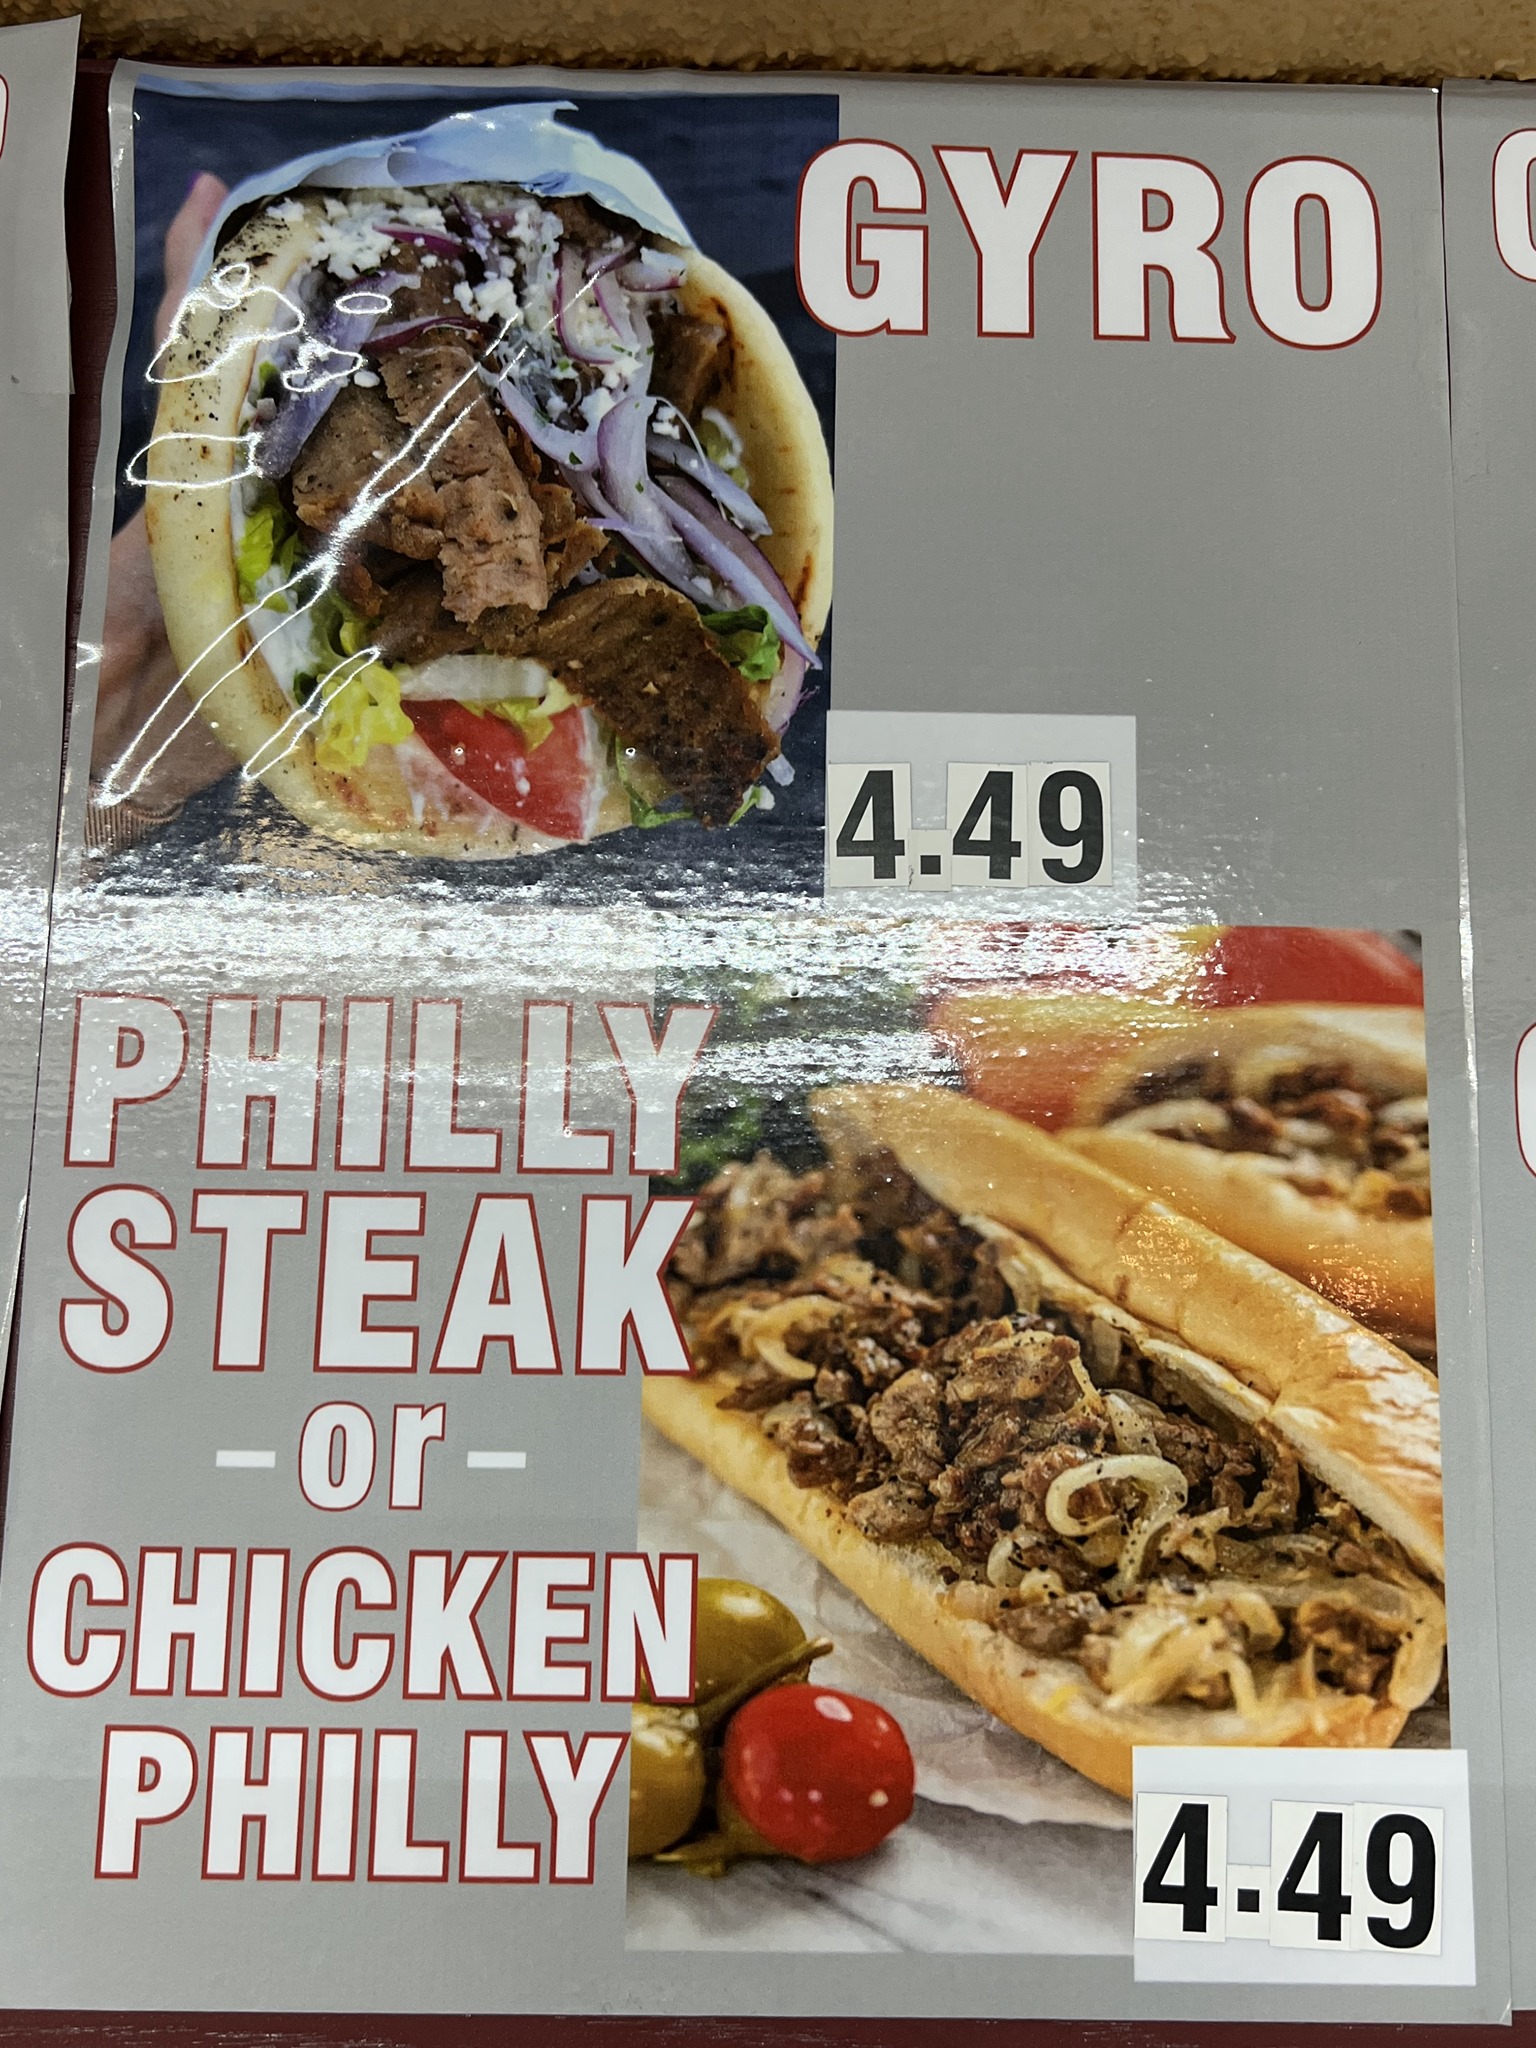 GYRO
4.49
PHILLY
STEAK
- or -
CHICKEN
PHILLY
4.49